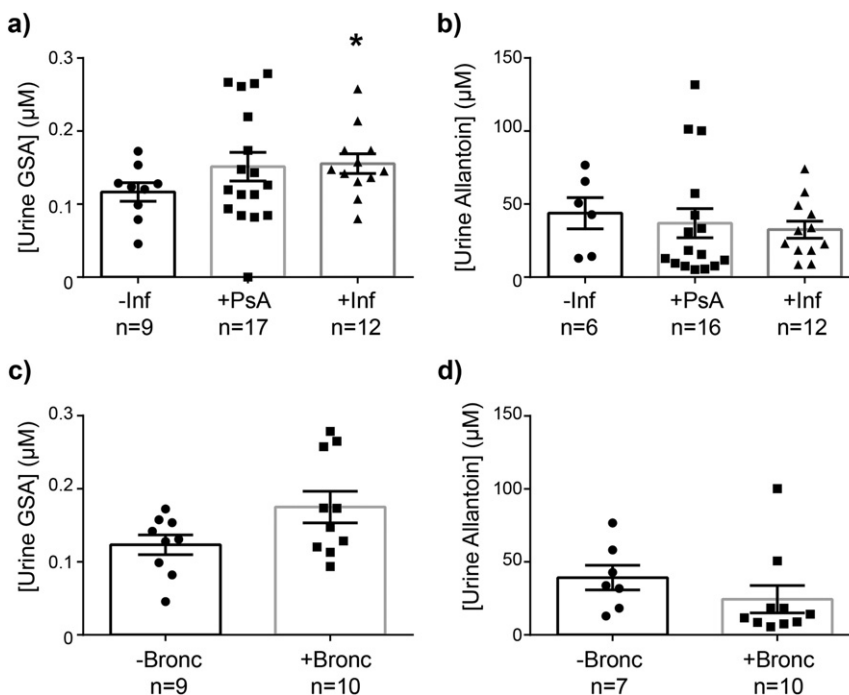 a)
*
[Urine GSA] (µM)
0.3
0.2
0.1
0
-Inf +PsA +Inf
n=9 n=17 n=12
b)
[Urine Allantoin] (µM)
150
100
50
0
-Inf +PsA +Inf
n=6 n=16 n=12
c)
[Urine GSA] (µM)
0.3
0.2
0.1
0
-Bronc +Bronc
n=9 n=10
d)
[Urine Allantoin] (µM)
150
100
50
0
-Bronc +Bronc
n=7 n=10